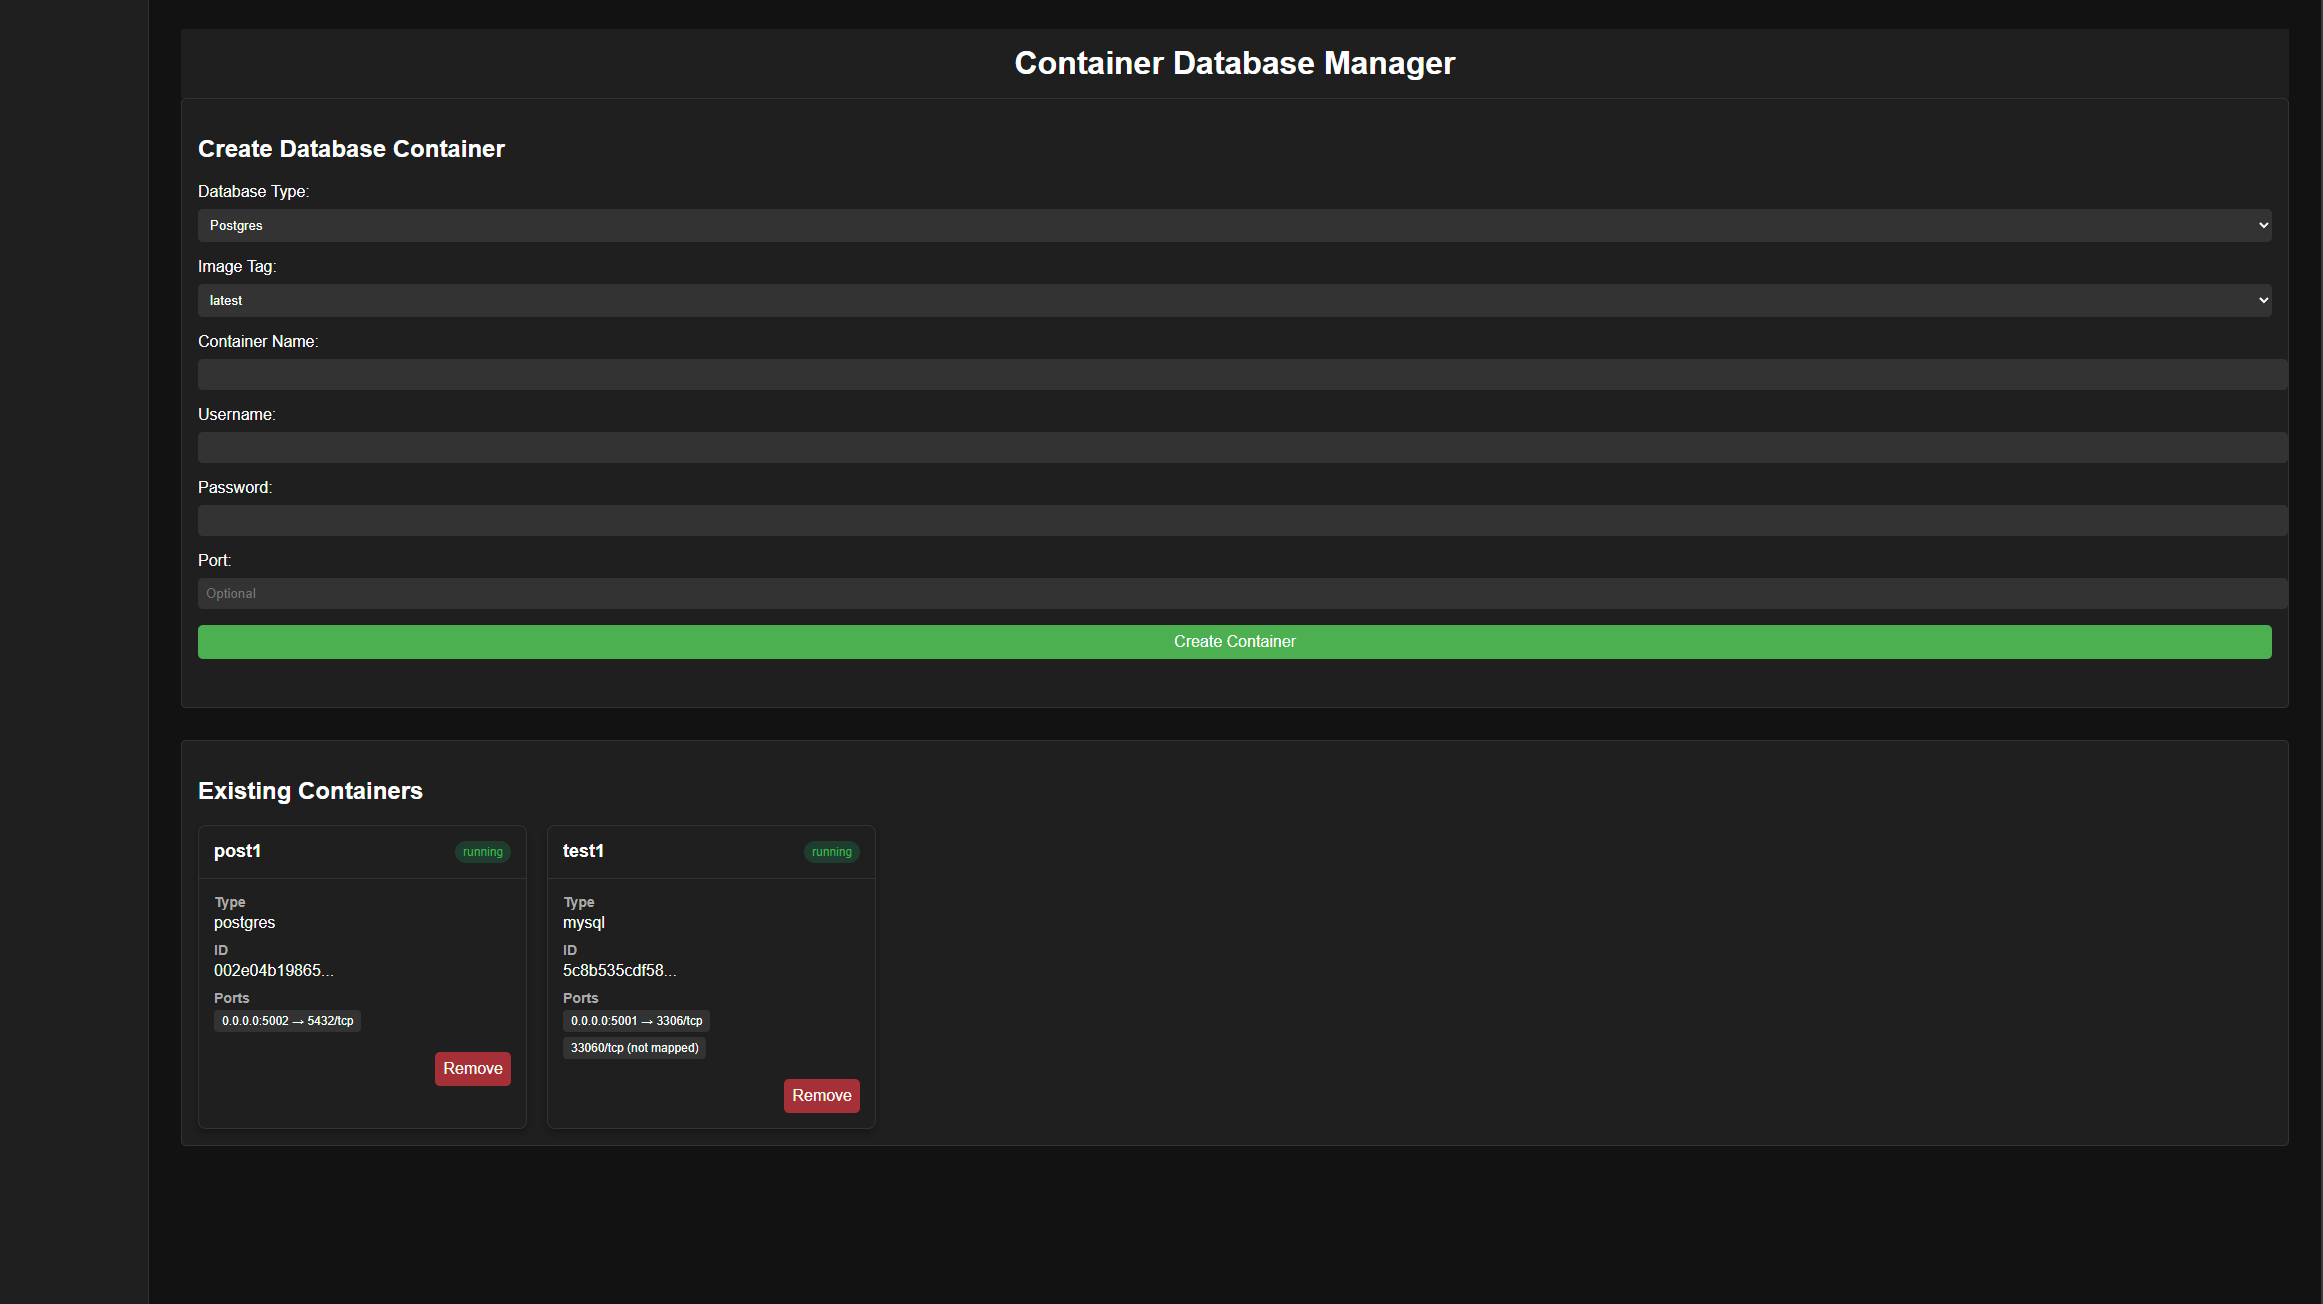 Container Database Manager
Create Database Container
Database Type:
Postgres
Image Tag:
latest
Container Name:
Username:
Password:
Port:
Optional
Create Container
Existing Containers
post1
running
Type
postgres
ID
002e04b19865...
Ports
0.0.0.0:5002 → 5432/tcp
Remove
test1
running
Type
mysql
ID
5c8b535cdf58...
Ports
0.0.0.0:5001 → 3306/tcp
33060/tcp (not mapped)
Remove